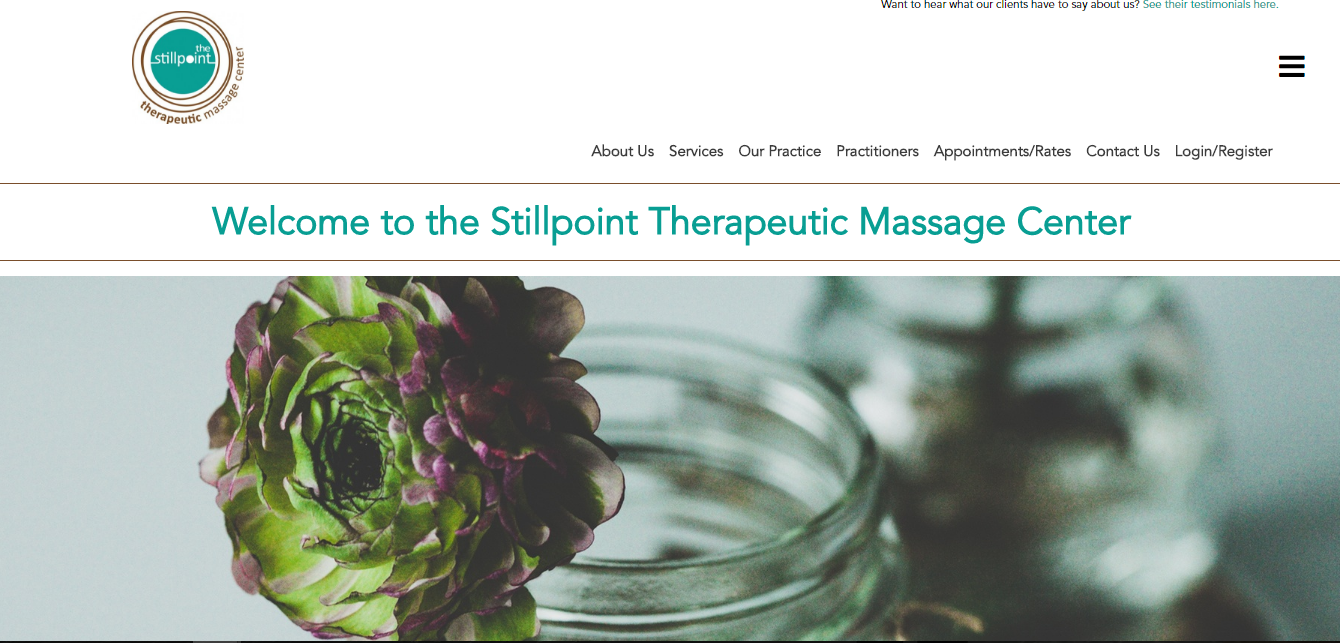 Want to hear what our clients have to say about us? See their testimonials here.
the
stillpoint
therapeutic massage center
About Us Services Our Practice Practitioners Appointments/Rates Contact Us Login/Register
Welcome to the Stillpoint Therapeutic Massage Center